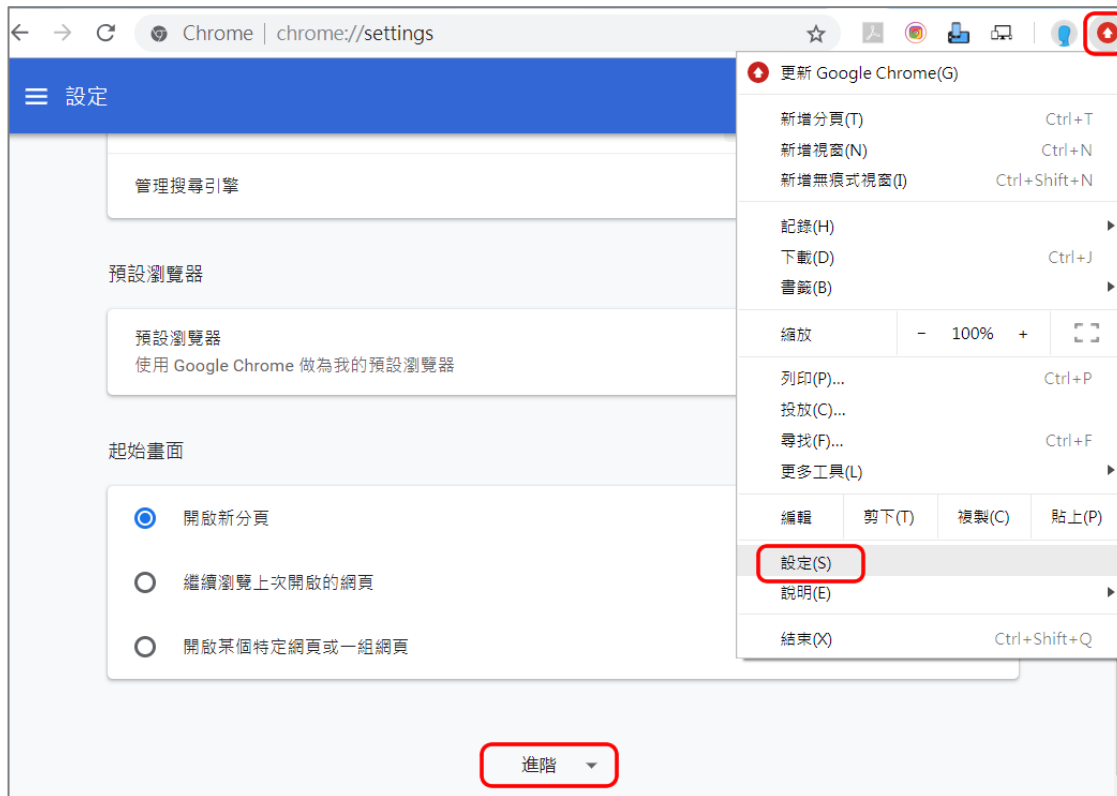 Chrome | chrome://settings
設定
管理搜尋引擎
預設瀏覽器
預設瀏覽器
使用 Google Chrome 做為我的預設瀏覽器
起始畫面
開啟新分頁
繼續瀏覽上次開啟的網頁
開啟某個特定網頁或一組網頁
進階
更新 Google Chrome(G)
新增分頁(T) Ctrl+T
新增視窗(N) Ctrl+N
新增無痕式視窗(I) Ctrl+Shift+N
記錄(H)
下載(D) Ctrl+J
書籤(B)
縮放 - 100% +
列印(P)... Ctrl+P
投放(C)...
尋找(F)... Ctrl+F
更多工具(L)
編輯 剪下(T) 複製(C) 貼上(P)
設定(S)
說明(E)
結束(X) Ctrl+Shift+Q